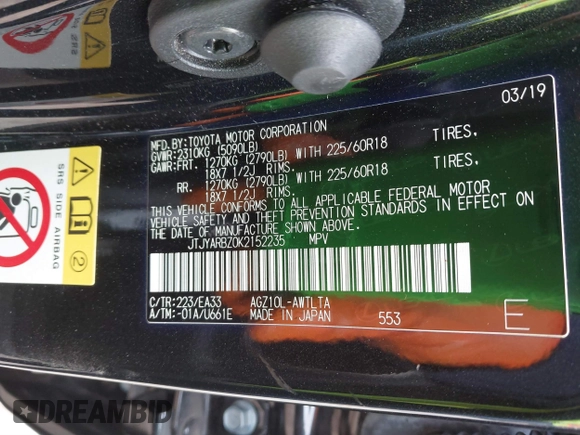 03/19
MFD.BY:TOYOTA MOTOR CORPORATION
GVWR:2310KG (5090LB)
GAWR:FRT. 1270KG (2790LB) WITH 225/60R18 TIRES,
18X7 1/2J RIMS.
RR. 1270KG (2790LB) WITH 225/60R18 TIRES,
18X7 1/2J RIMS.
THIS VEHICLE CONFORMS TO ALL APPLICABLE FEDERAL MOTOR
VEHICLE SAFETY AND THEFT PREVENTION STANDARDS IN EFFECT ON
THE DATE OF MANUFACTURE SHOWN ABOVE.
JTJYARBZ0K2152235 MPV
C/TR:223/EA33 AGZ10L-AWTLTA
A/TM:-01A/U661E MADE IN JAPAN 553
E
SRS SIDE AIRBAG
2
DREAMBID